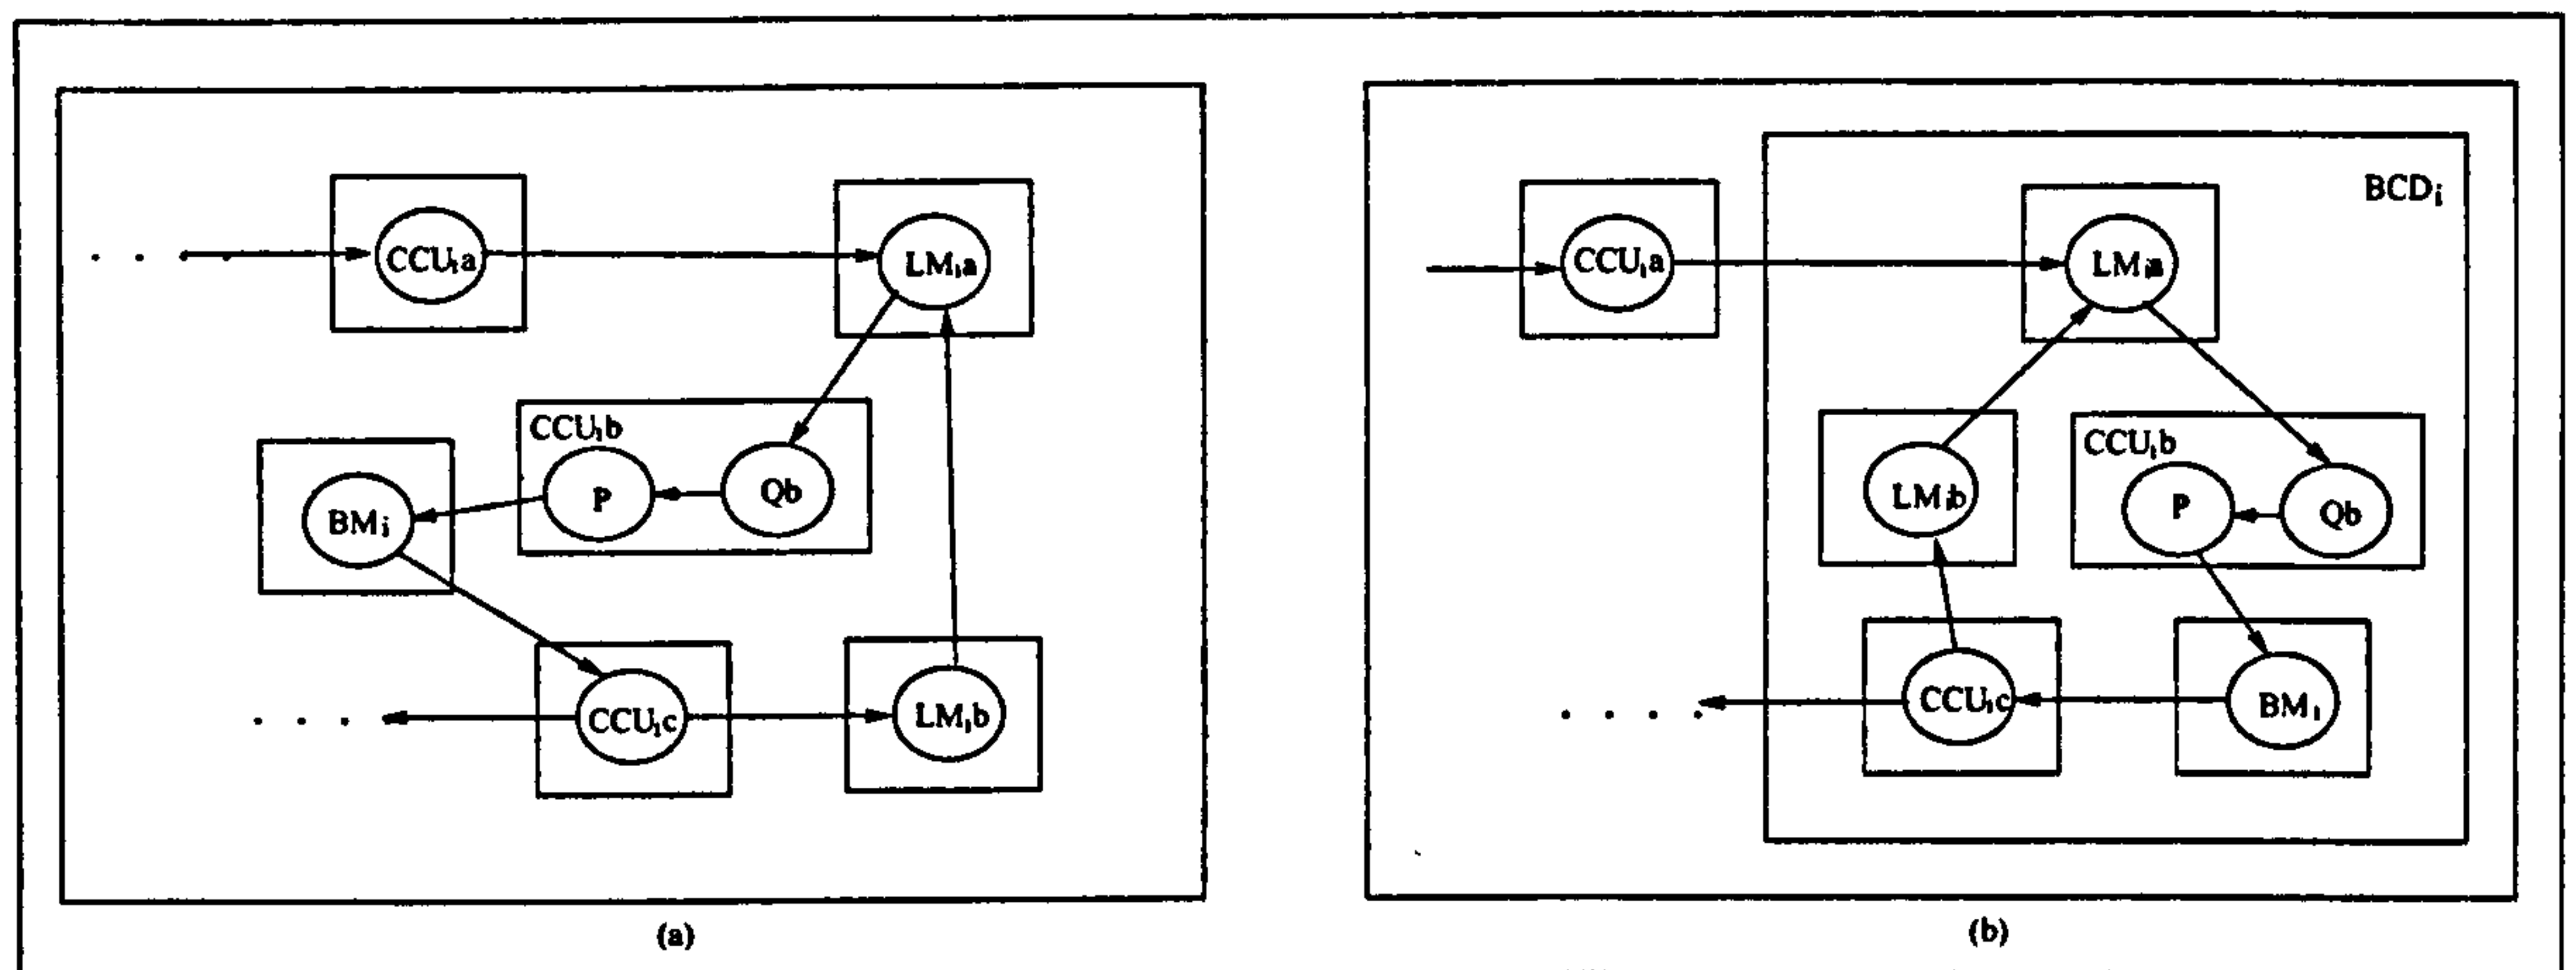 CCUᵢa
LMᵢa
CCUᵢb
P
Qb
BMᵢ
CCUᵢc
LMᵢb
(a)
BCDᵢ
CCUᵢa
LMᵢa
LMᵢb
CCUᵢb
P
Qb
CCUᵢc
BMᵢ
(b)